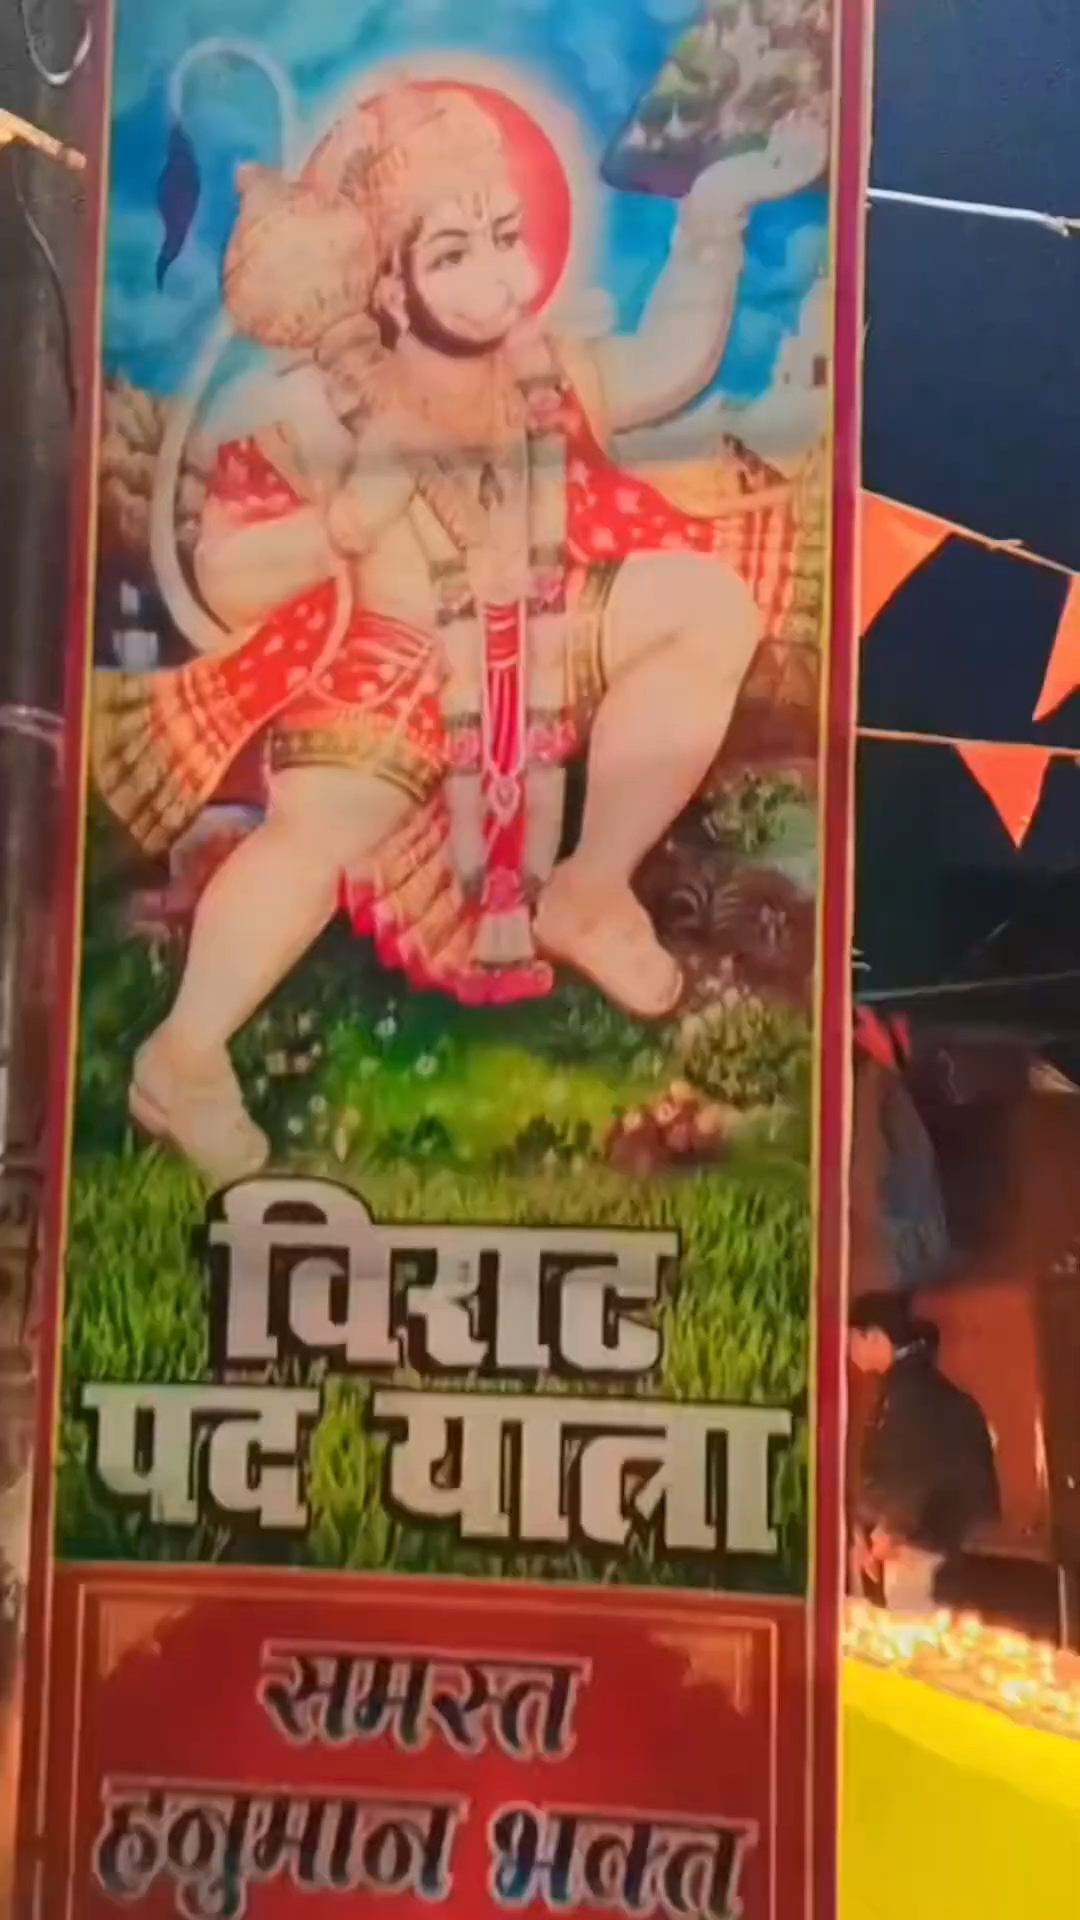 विराट
पद यात्रा
समस्त
हनुमान भक्त